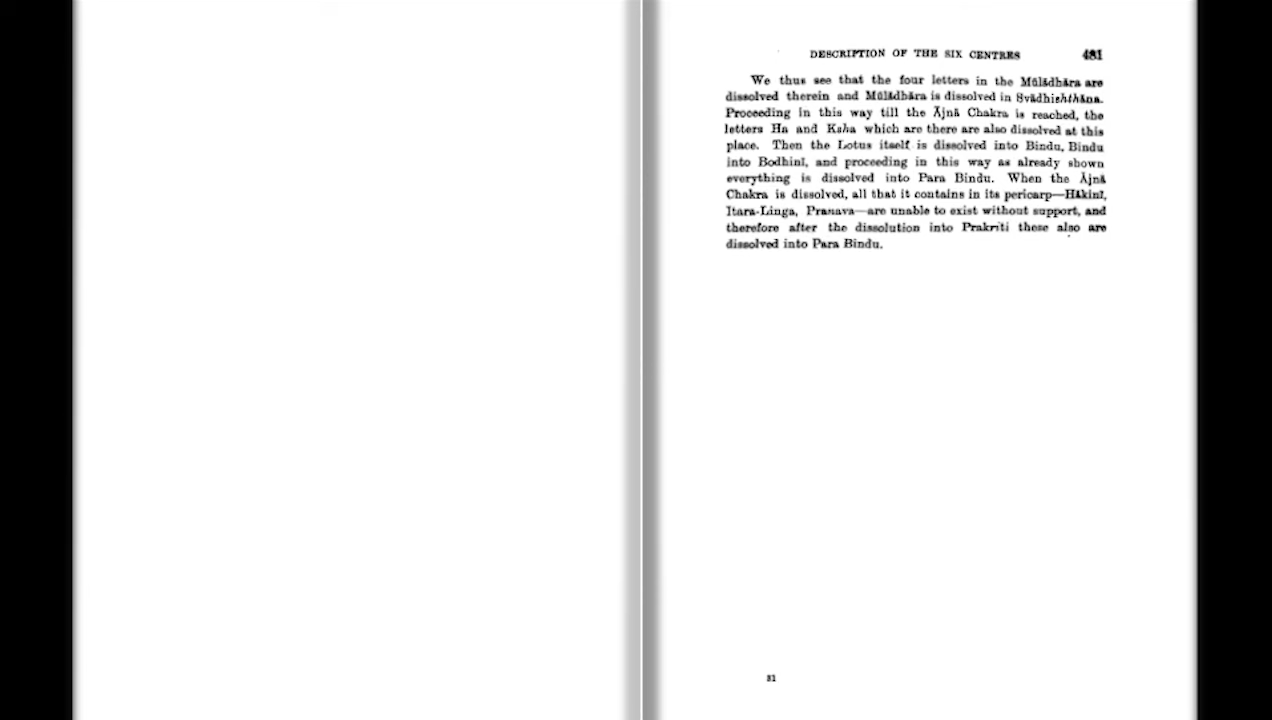 DESCRIPTION OF THE SIX CENTRES 481
We thus see that the four letters in the Mūlādhāra are
dissolved therein and Mūlādhāra is dissolved in Svādhishthāna.
Proceeding in this way till the Ājnā Chakra is reached, the
letters Ha and Ksha which are there are also dissolved at this
place. Then the Lotus itself is dissolved into Bindu, Bindu
into Bodhinī, and proceeding in this way as already shown
everything is dissolved into Para Bindu. When the Ājnā
Chakra is dissolved, all that it contains in its pericarp—Hākinī,
Itara-Linga, Pranava—are unable to exist without support, and
therefore after the dissolution into Prakriti these also are
dissolved into Para Bindu.
31